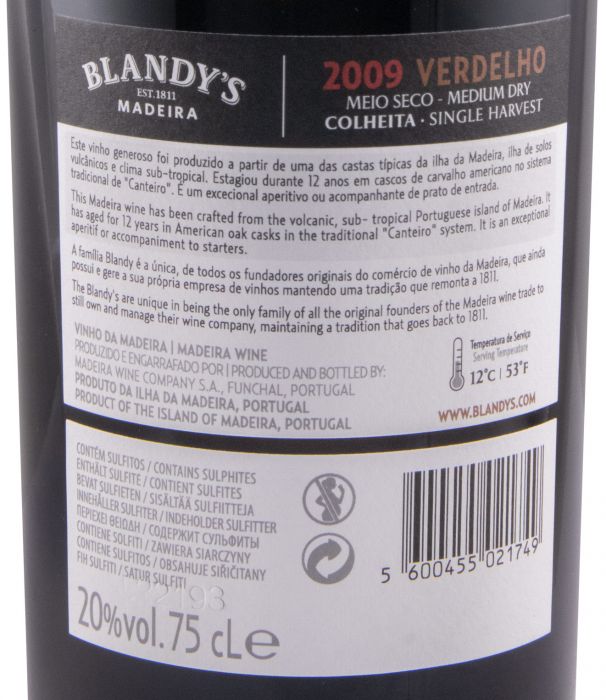 BLANDY'S
EST. 1811
MADEIRA
2009 VERDELHO
MEIO SECO - MEDIUM DRY
COLHEITA · SINGLE HARVEST
Este vinho generoso foi produzido a partir de uma das castas típicas da ilha da Madeira, ilha de solos
vulcânicos e clima sub-tropical. Estagiou durante 12 anos em cascos de carvalho americano no sistema
tradicional de "Canteiro". É um excecional aperitivo ou acompanhante de prato de entrada.
This Madeira wine has been crafted from the volcanic, sub- tropical Portuguese island of Madeira. It
has aged for 12 years in American oak casks in the traditional "Canteiro" system. It is an exceptional
aperitif or accompaniment to starters.
A família Blandy é a única, de todos os fundadores originais do comércio de vinho da Madeira, que ainda
possui e gere a sua própria empresa de vinhos mantendo uma tradição que remonta a 1811.
The Blandy's are unique in being the only family of all the original founders of the Madeira wine trade to
still own and manage their wine company, maintaining a tradition that goes back to 1811.
VINHO DA MADEIRA | MADEIRA WINE
PRODUZIDO E ENGARRAFADO POR | PRODUCED AND BOTTLED BY:
MADEIRA WINE COMPANY S.A., FUNCHAL, PORTUGAL
PRODUTO DA ILHA DA MADEIRA, PORTUGAL
PRODUCT OF THE ISLAND OF MADEIRA, PORTUGAL
Temperatura de Serviço
Serving Temperature
12°C | 53°F
WWW.BLANDYS.COM
CONTÉM SULFITOS / CONTAINS SULPHITES
ENTHÄLT SULFITE / CONTIENT SULFITES
BEVAT SULFIETEN / SISÄLTÄÄ SULFIITTEJA
INNEHÅLLER SULFITER / INDEHOLDER SULFITTER
ΠΕΡΙΕΧΕΙ ΘΕΙΩΔΗ / СОДЕРЖИТ СУЛЬФИТЫ
CONTIENE SULFITOS / ZAWIERA SIARCZYNY
CONTIENE SOLFITI / OBSAHUJE SIŘIČITANY
FIH SULFITI / SATUR SULFITI
20%vol. 75 cLe
5 600455 021749